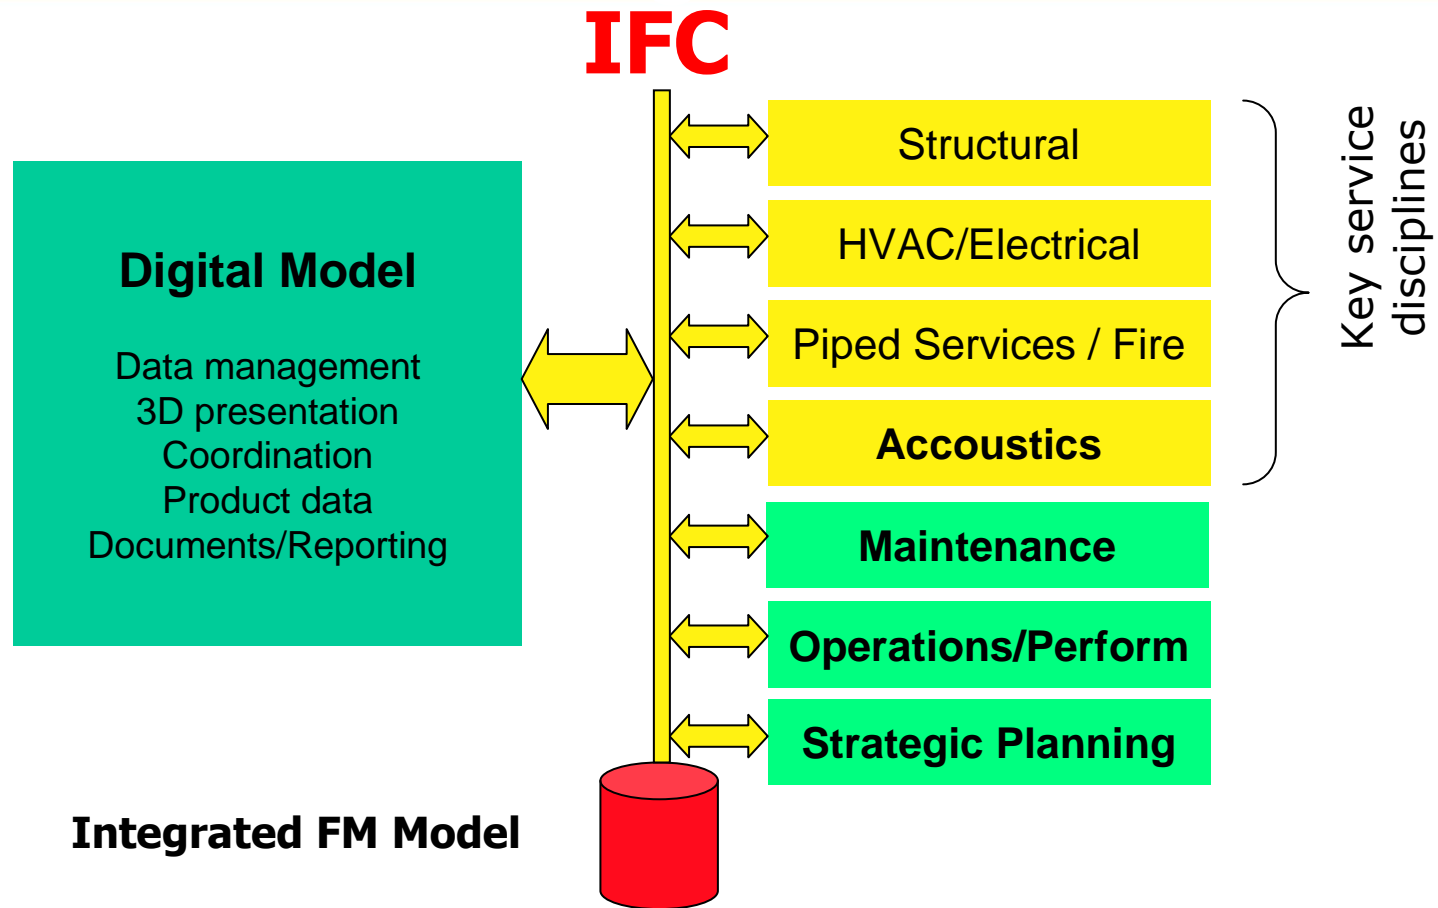 IFC
Digital Model
Data management
3D presentation
Coordination
Product data
Documents/Reporting
Structural
HVAC/Electrical
Piped Services / Fire
Accoustics
Maintenance
Operations/Perform
Strategic Planning
Key service
disciplines
Integrated FM Model